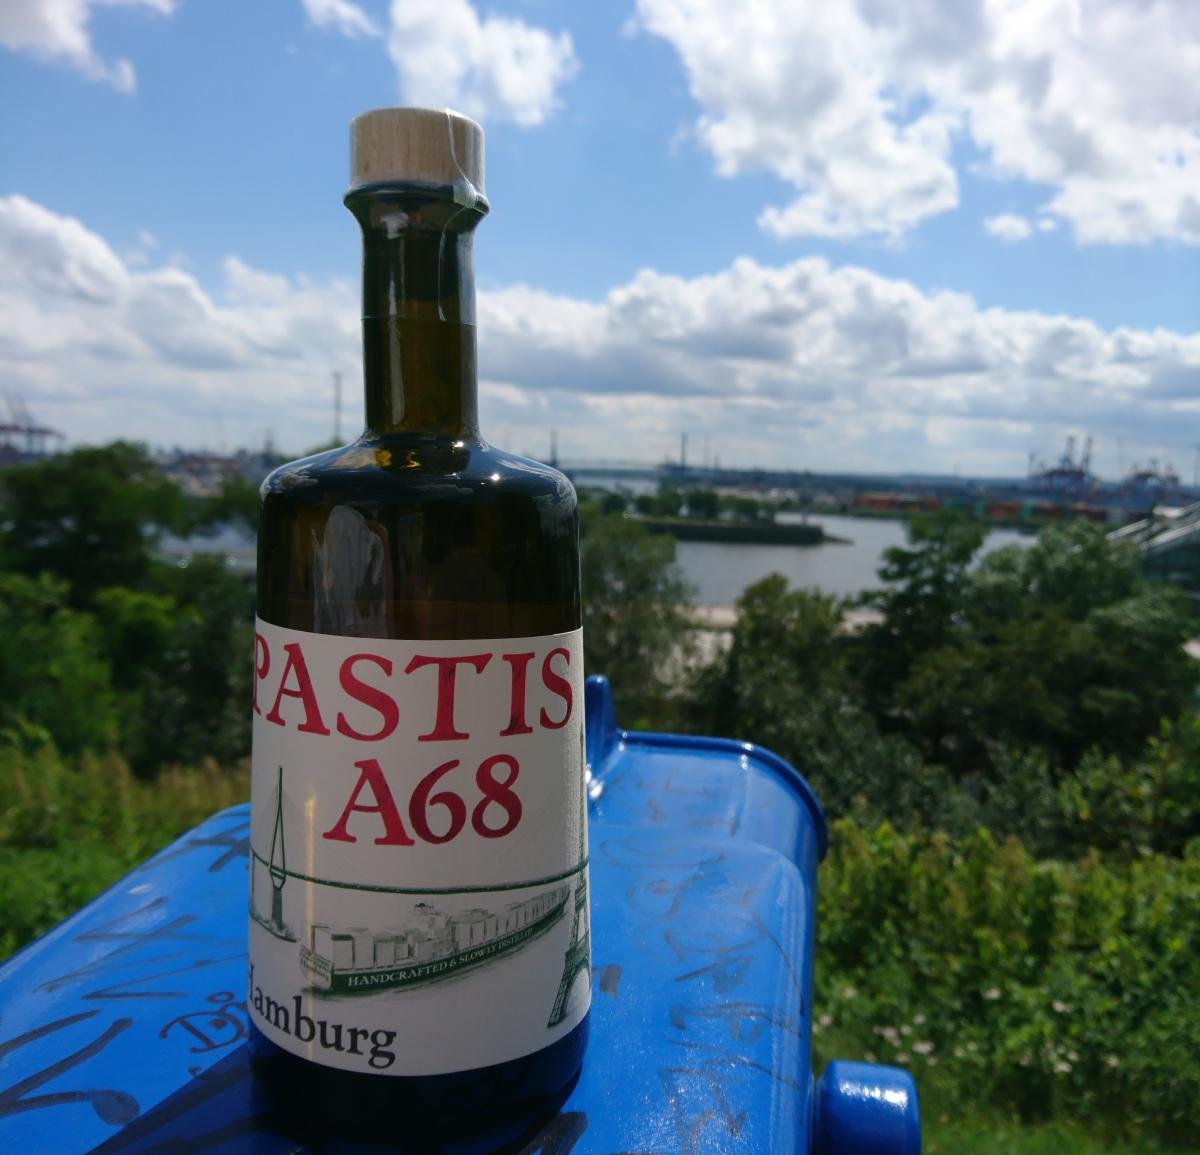 PASTIS
A68
HANDCRAFTED & SLOWLY DISTILLED
Hamburg